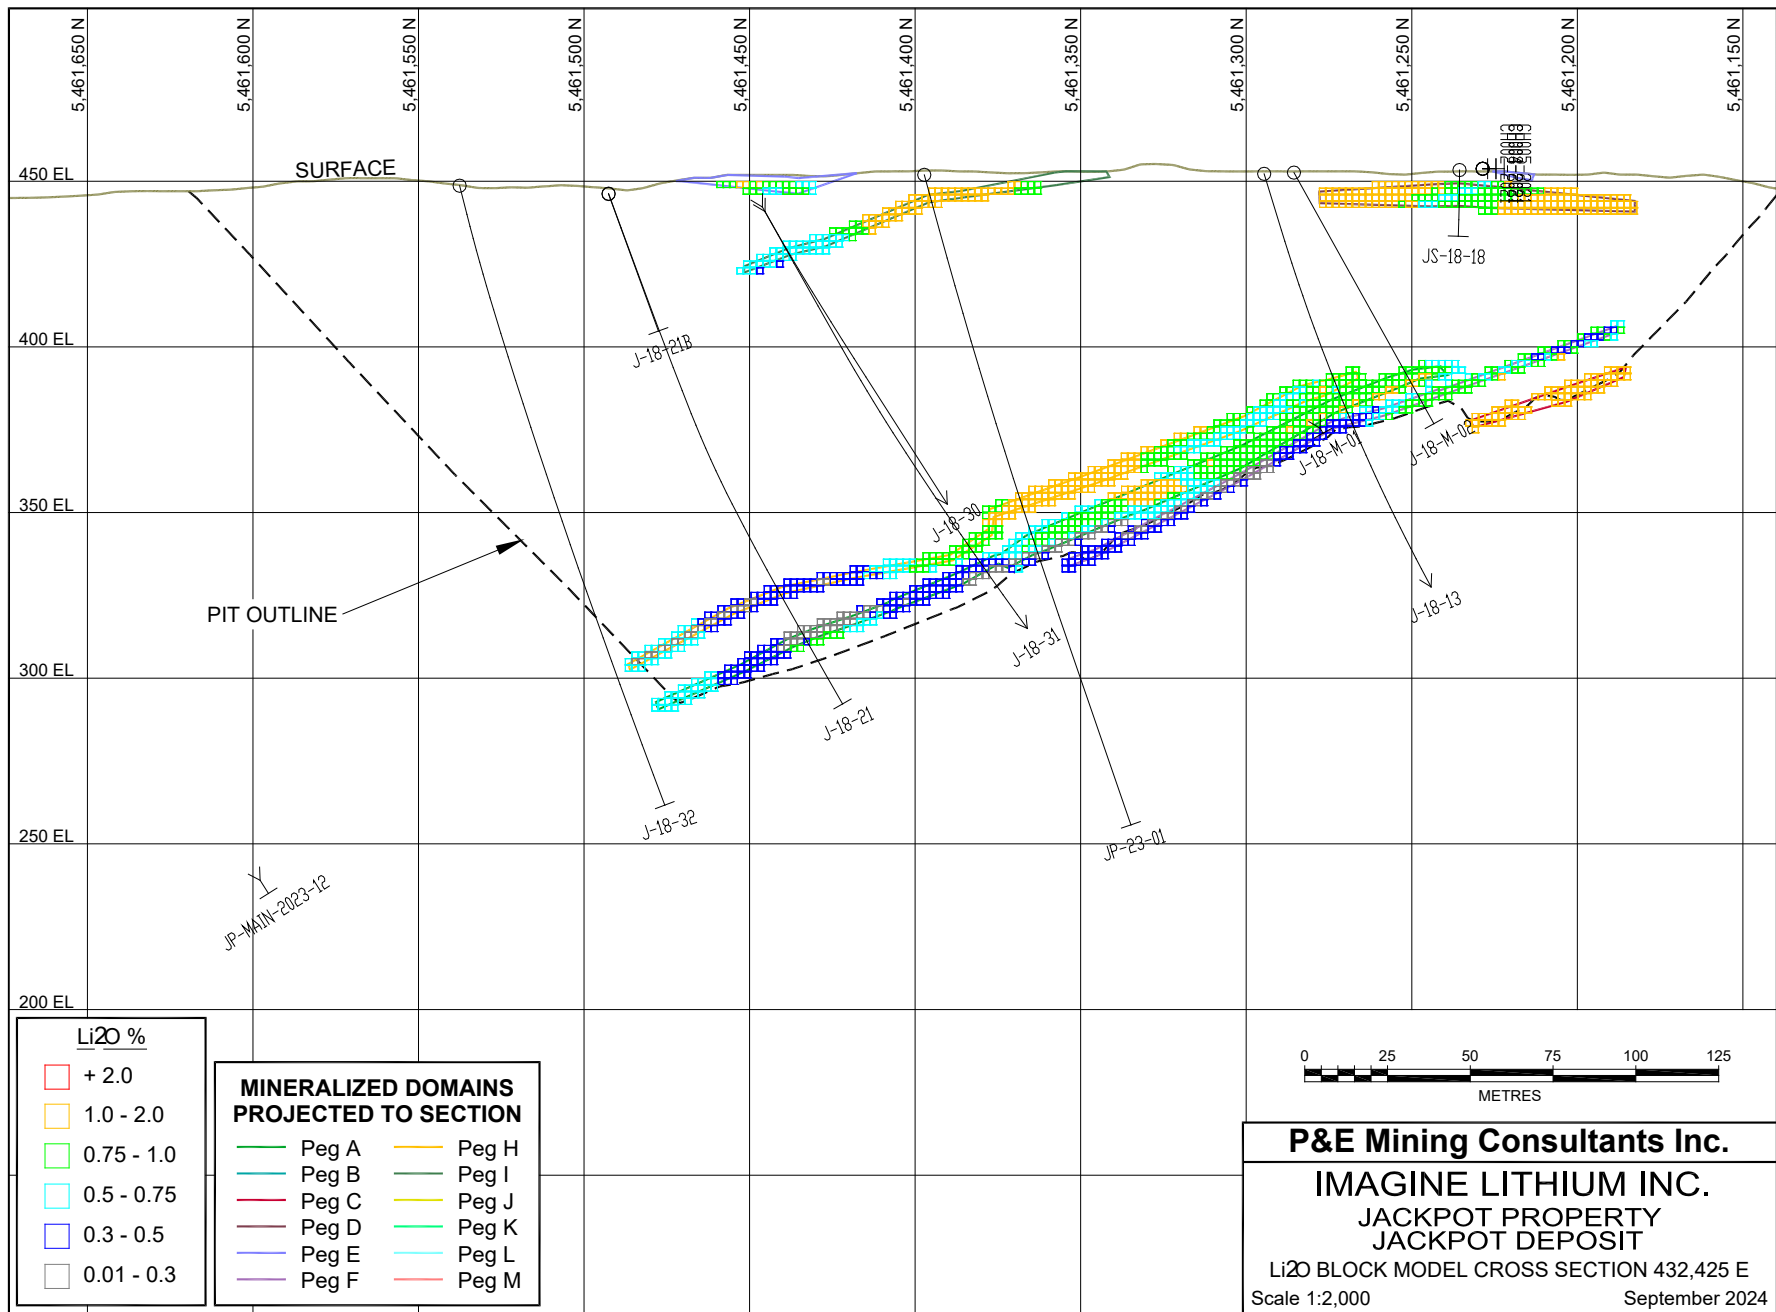 5,461,650 N
5,461,600 N
5,461,550 N
5,461,500 N
5,461,450 N
5,461,400 N
5,461,350 N
5,461,300 N
5,461,250 N
5,461,200 N
5,461,150 N
450 EL
SURFACE
JS-18-18
400 EL
J-18-21B
J-18-M-01
J-18-M-02
350 EL
J-18-30
J-18-13
PIT OUTLINE
J-18-31
300 EL
J-18-21
J-18-32
JP-23-01
250 EL
JP-MAIN-2023-12
200 EL
Li2O %
+ 2.0
1.0 - 2.0
0.75 - 1.0
0.5 - 0.75
0.3 - 0.5
0.01 - 0.3
MINERALIZED DOMAINS
PROJECTED TO SECTION
Peg A
Peg B
Peg C
Peg D
Peg E
Peg F
Peg H
Peg I
Peg J
Peg K
Peg L
Peg M
0 25 50 75 100 125
METRES
P&E Mining Consultants Inc.
IMAGINE LITHIUM INC.
JACKPOT PROPERTY
JACKPOT DEPOSIT
Li2O BLOCK MODEL CROSS SECTION 432,425 E
Scale 1:2,000 September 2024